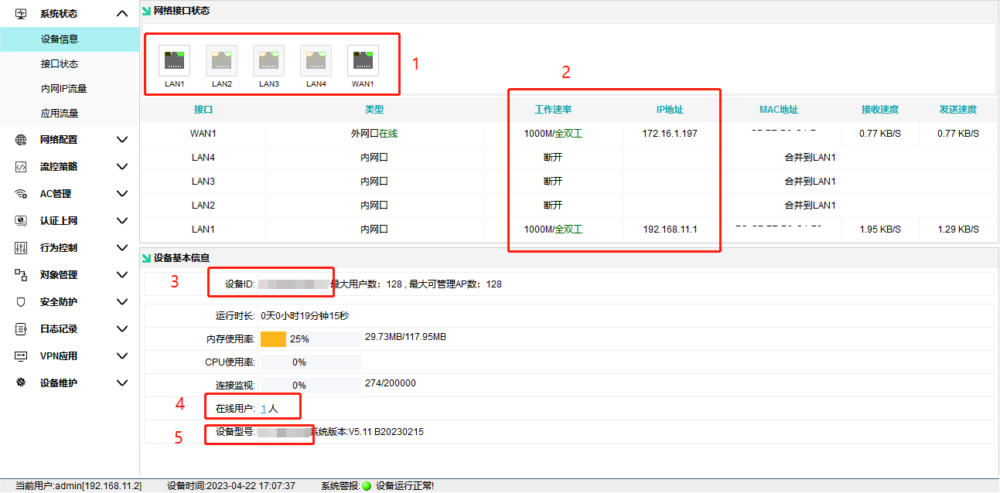 系统状态
设备信息
接口状态
内网IP流量
应用流量
网络配置
流控策略
AC管理
认证上网
行为控制
对象管理
安全防护
日志记录
VPN应用
设备维护
网络接口状态
LAN1 LAN2 LAN3 LAN4 WAN1
1
2
接口 类型 工作速率 IP地址 MAC地址 接收速度 发送速度
WAN1 外网口在线 1000M/全双工 172.16.1.197 0.77 KB/S 0.77 KB/S
LAN4 内网口 断开 合并到LAN1
LAN3 内网口 断开 合并到LAN1
LAN2 内网口 断开 合并到LAN1
LAN1 内网口 1000M/全双工 192.168.11.1 1.95 KB/S 1.29 KB/S
设备基本信息
3
设备ID: 最大用户数：128 , 最大可管理AP数：128
运行时长: 0天0小时19分钟15秒
内存使用率: 25% 29.73MB/117.95MB
CPU使用率: 0%
连接监视: 0% 274/200000
4
在线用户: 1人
5
设备型号: 系统版本:V5.11 B20230215
当前用户:admin[192.168.11.2] 设备时间:2023-04-22 17:07:37 系统警报: 设备运行正常!